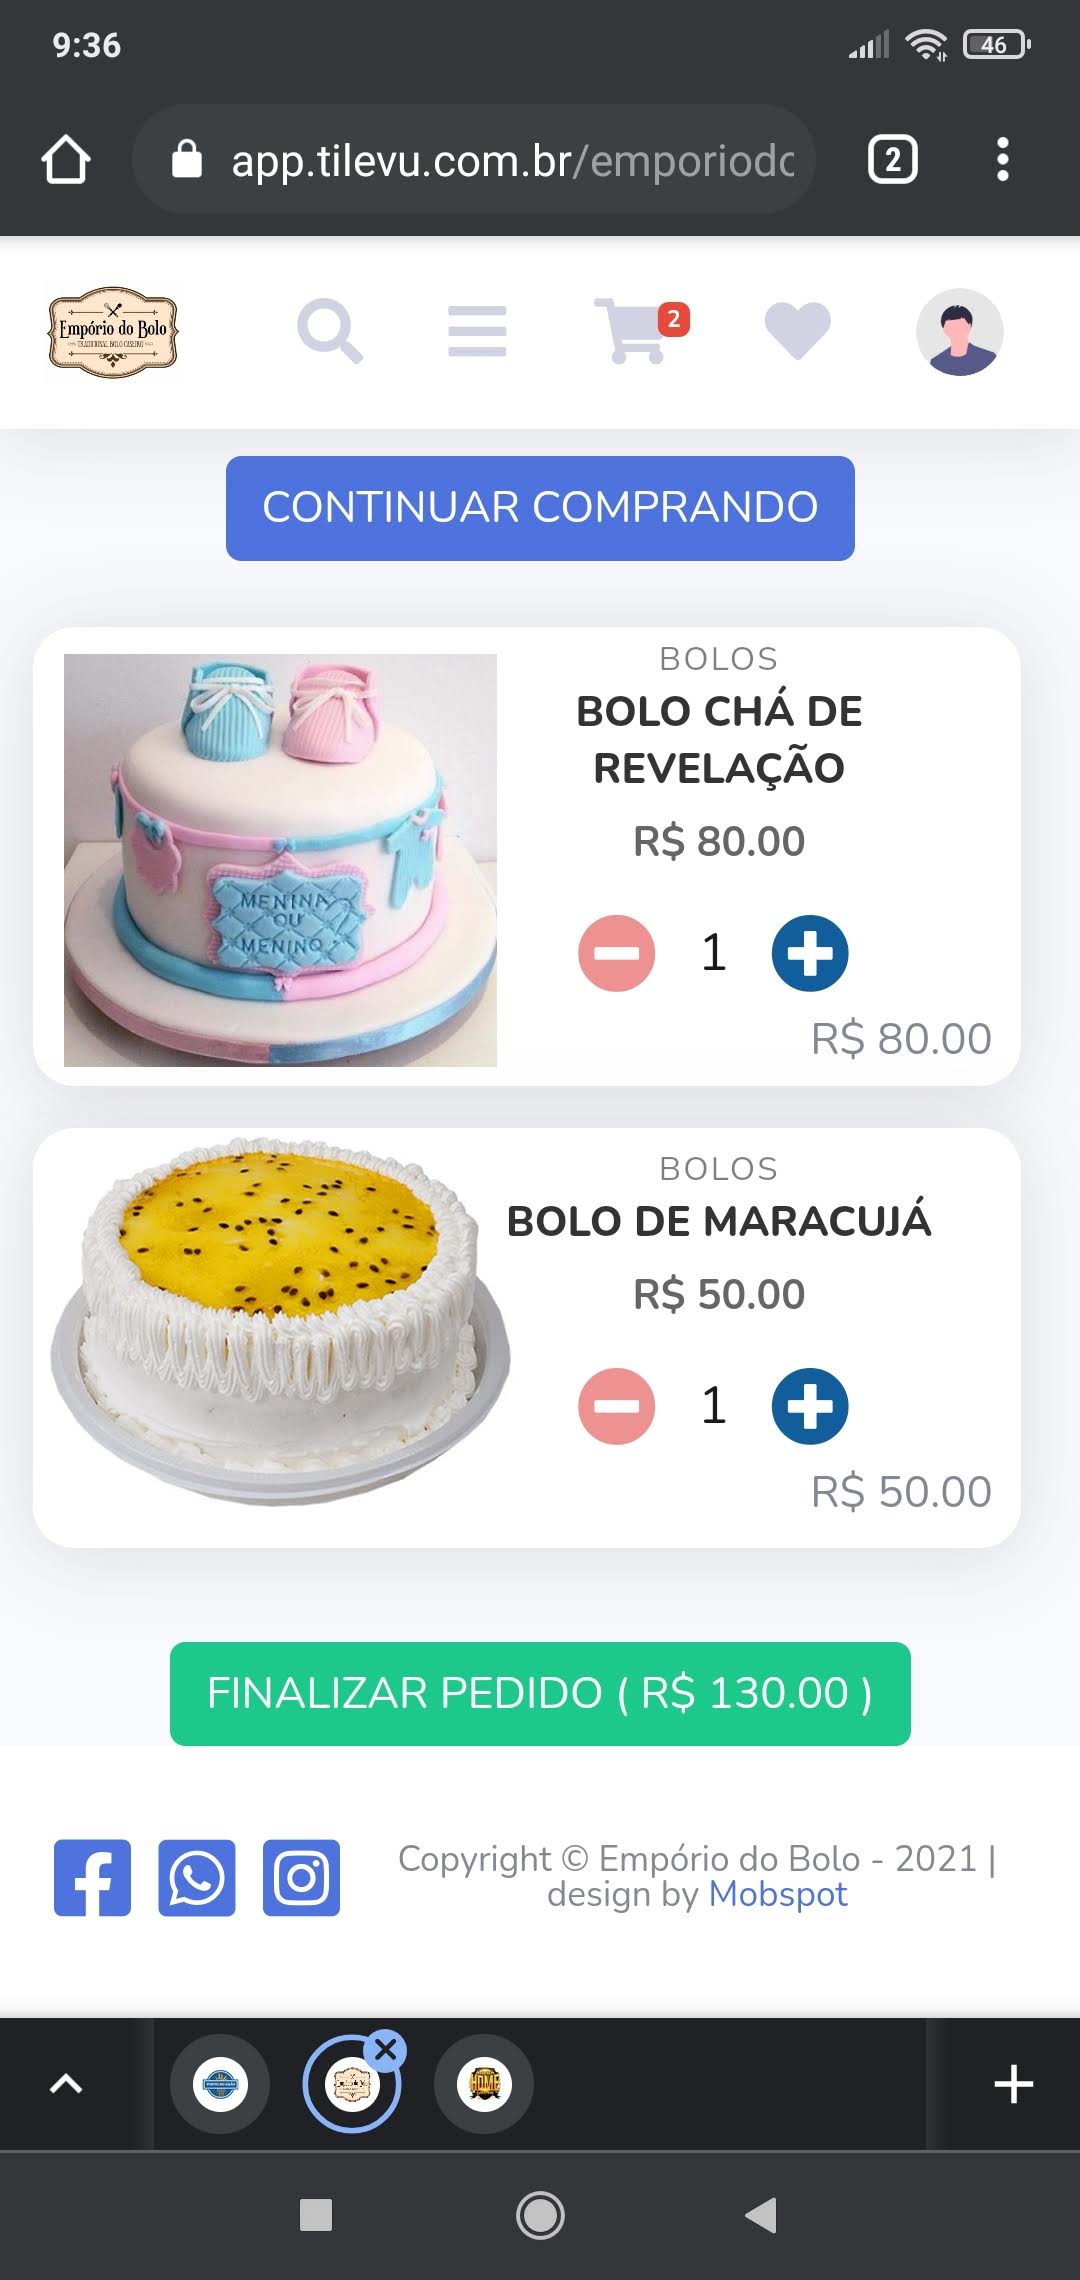 9:36
46
app.tilevu.com.br/emporiodo
2
Empório do Bolo
TRADICIONAL BOLO CASEIRO
2
CONTINUAR COMPRANDO
BOLOS
BOLO CHÁ DE
REVELAÇÃO
R$ 80.00
1
R$ 80.00
MENINA
OU
MENINO
BOLOS
BOLO DE MARACUJÁ
R$ 50.00
1
R$ 50.00
FINALIZAR PEDIDO ( R$ 130.00 )
Copyright © Empório do Bolo - 2021 |
design by Mobspot
HOME